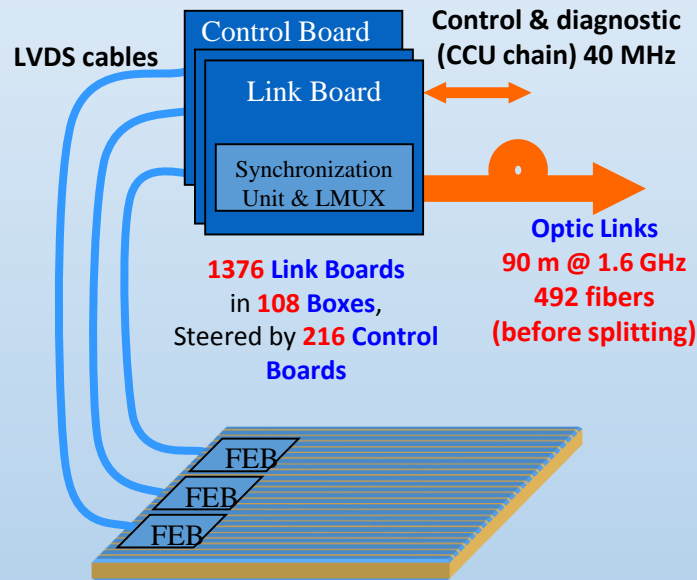 Control Board
LVDS cables
Link Board
Control & diagnostic
(CCU chain) 40 MHz
Synchronization
Unit & LMUX
Optic Links
90 m @ 1.6 GHz
492 fibers
(before splitting)
1376 Link Boards
in 108 Boxes,
Steered by 216 Control
Boards
FEB
FEB
FEB